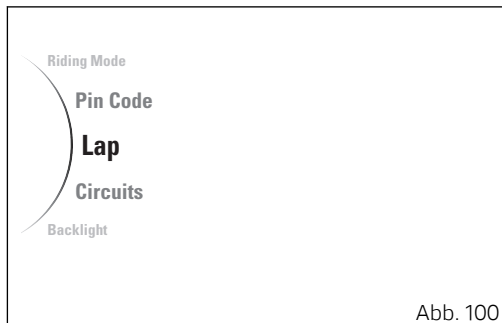 Riding Mode
Pin Code
Lap
Circuits
Backlight
Abb. 100